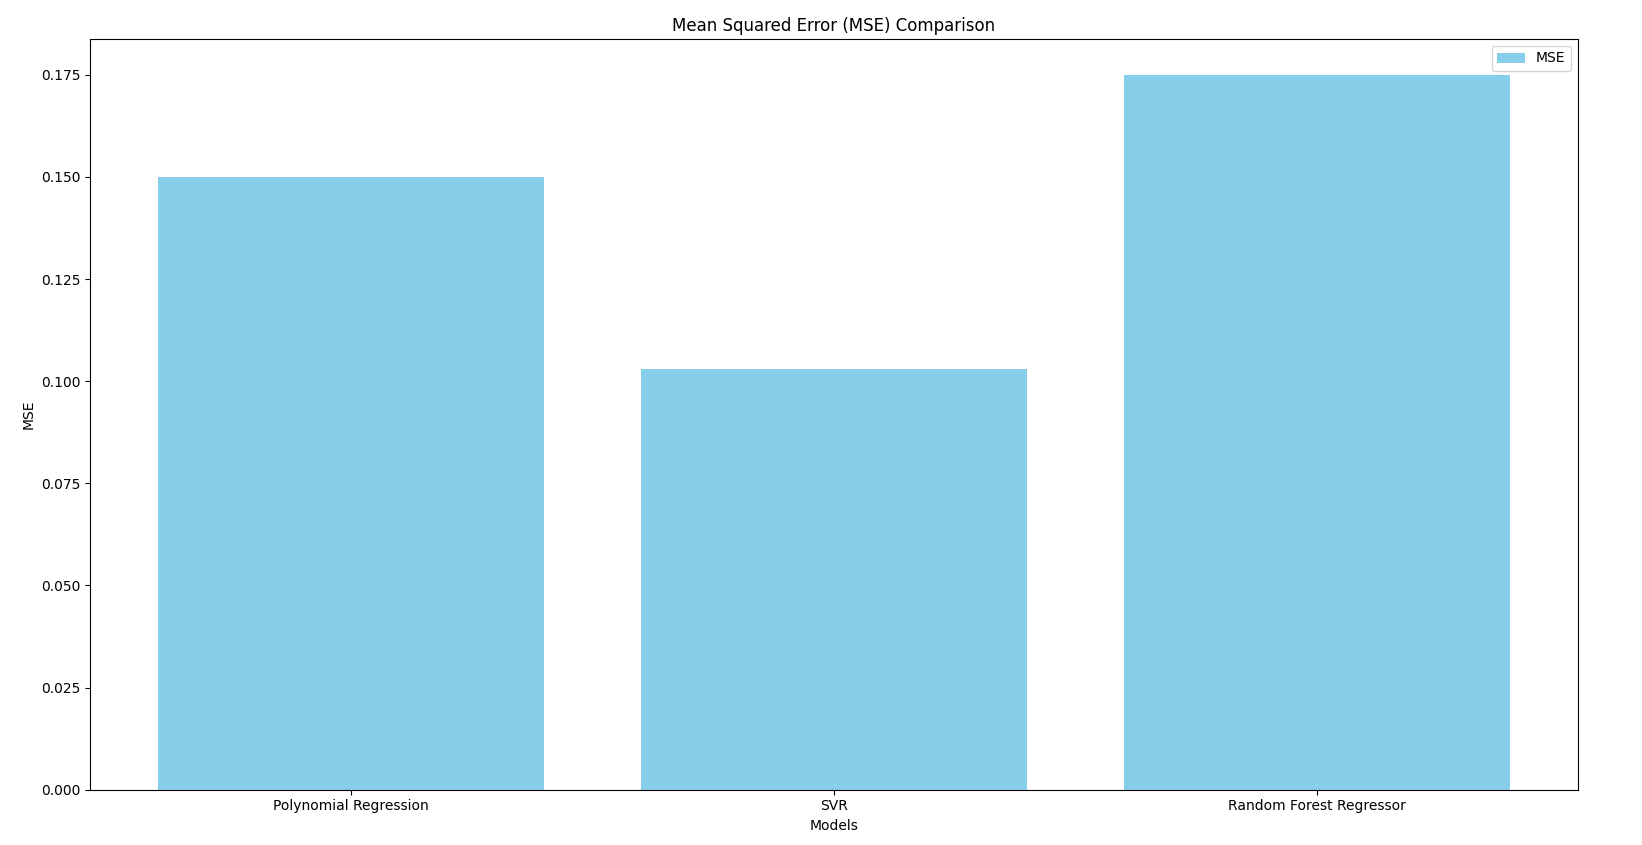 Mean Squared Error (MSE) Comparison
MSE
0.175
0.150
0.125
0.100
0.075
0.050
0.025
0.000
MSE
Polynomial Regression
SVR
Random Forest Regressor
Models